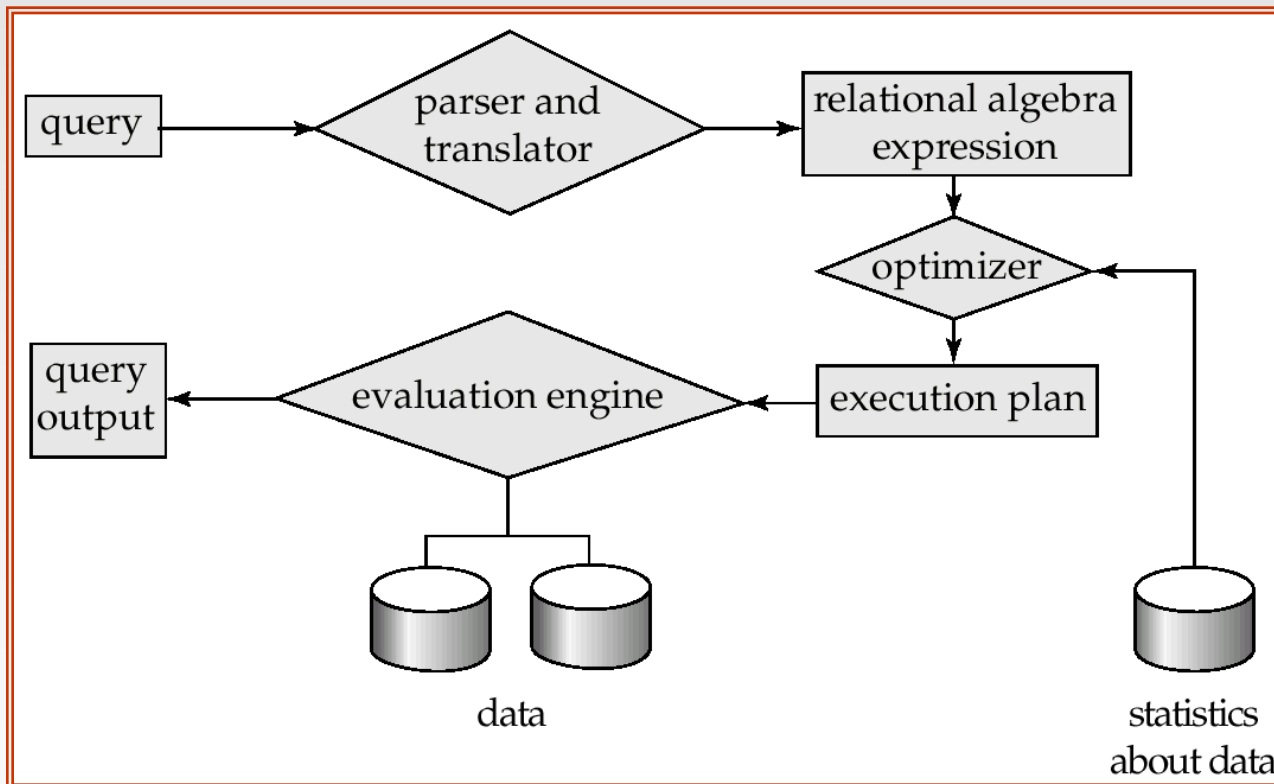 query
parser and
translator
relational algebra
expression
optimizer
query
output
evaluation engine
execution plan
data
statistics
about data